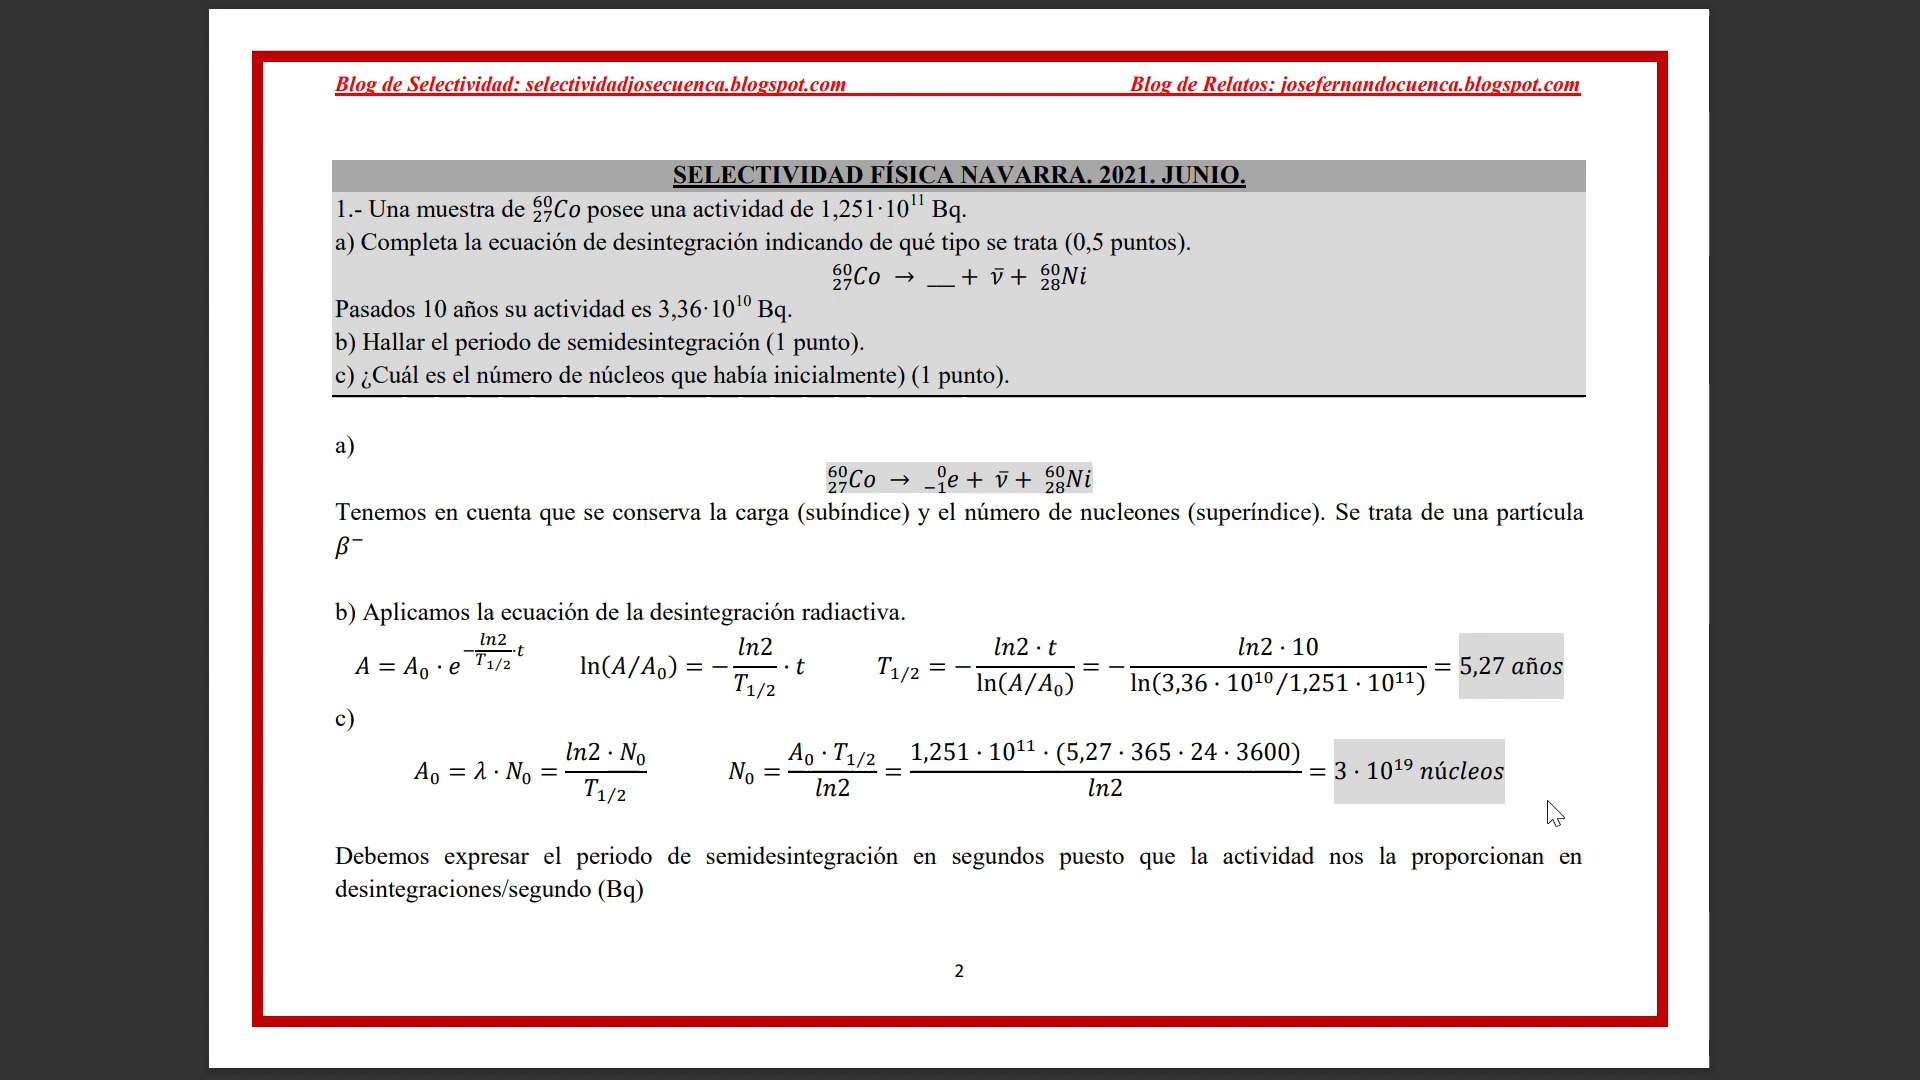 Blog de Selectividad: selectividadjosecuenca.blogspot.com Blog de Relatos: josefernandocuenca.blogspot.com
SELECTIVIDAD FÍSICA NAVARRA. 2021. JUNIO.
1.- Una muestra de ⁶⁰₂₇Co posee una actividad de 1,251·10¹¹ Bq.
a) Completa la ecuación de desintegración indicando de qué tipo se trata (0,5 puntos).
⁶⁰₂₇Co → __ + ν̄ + ⁶⁰₂₈Ni
Pasados 10 años su actividad es 3,36·10¹⁰ Bq.
b) Hallar el periodo de semidesintegración (1 punto).
c) ¿Cuál es el número de núcleos que había inicialmente) (1 punto).
a)
⁶⁰₂₇Co → ⁰₋₁e + ν̄ + ⁶⁰₂₈Ni
Tenemos en cuenta que se conserva la carga (subíndice) y el número de nucleones (superíndice). Se trata de una partícula
β⁻
b) Aplicamos la ecuación de la desintegración radiactiva.
A = A₀ · e^(−(ln2/T₁/₂)·t) ln(A/A₀) = −(ln2/T₁/₂) · t T₁/₂ = −(ln2 · t)/(ln(A/A₀)) = −(ln2 · 10)/(ln(3,36 · 10¹⁰/1,251 · 10¹¹)) = 5,27 años
c)
A₀ = λ · N₀ = (ln2 · N₀)/T₁/₂ N₀ = (A₀ · T₁/₂)/ln2 = (1,251 · 10¹¹ · (5,27 · 365 · 24 · 3600))/ln2 = 3 · 10¹⁹ núcleos
Debemos expresar el periodo de semidesintegración en segundos puesto que la actividad nos la proporcionan en
desintegraciones/segundo (Bq)
2